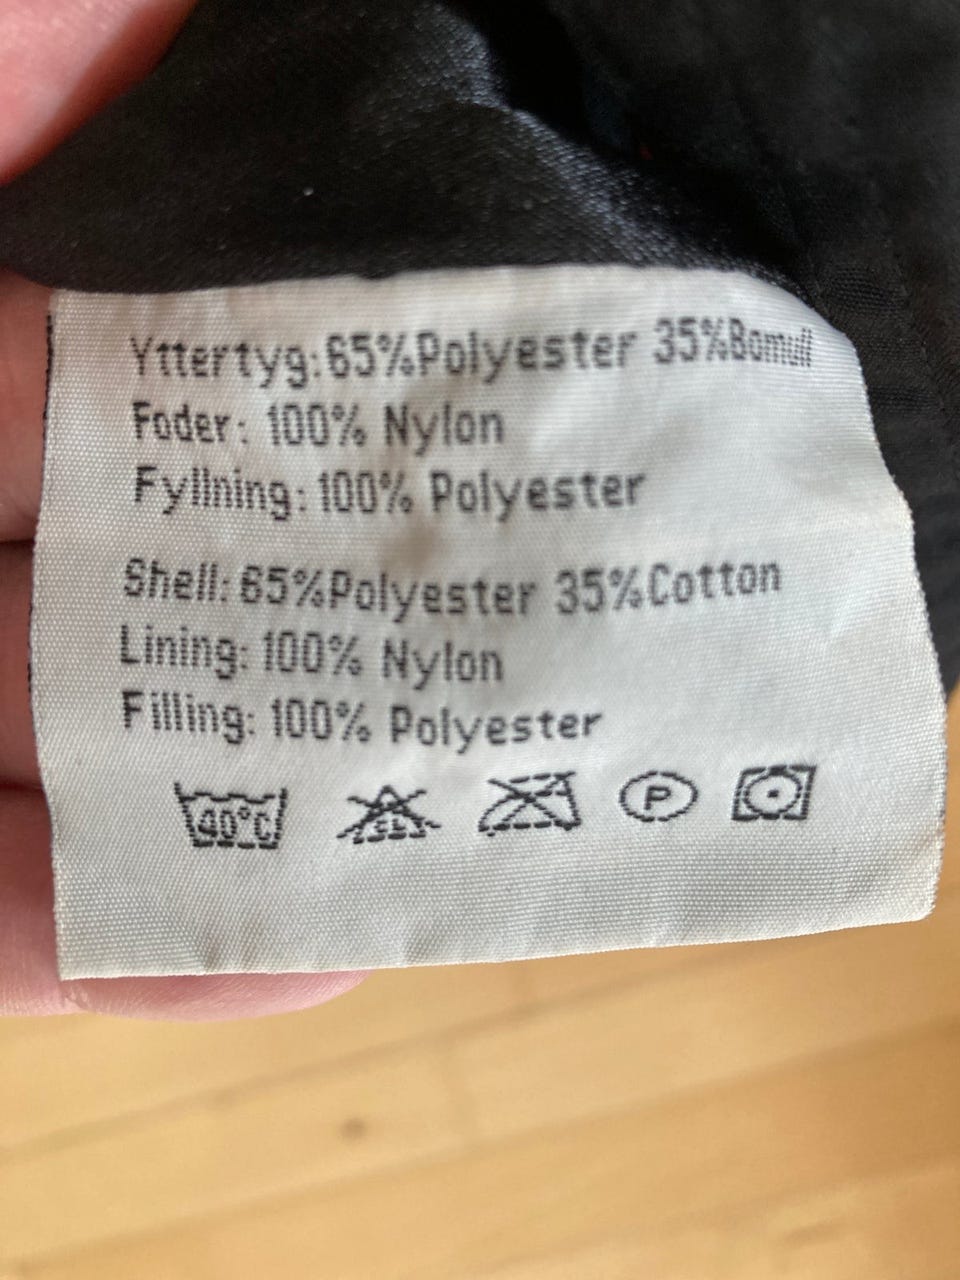 Yttertyg:65%Polyester 35%Bomull
Foder: 100% Nylon
Fyllning: 100% Polyester
Shell: 65%Polyester 35%Cotton
Lining: 100% Nylon
Filling: 100% Polyester
40°C CL P